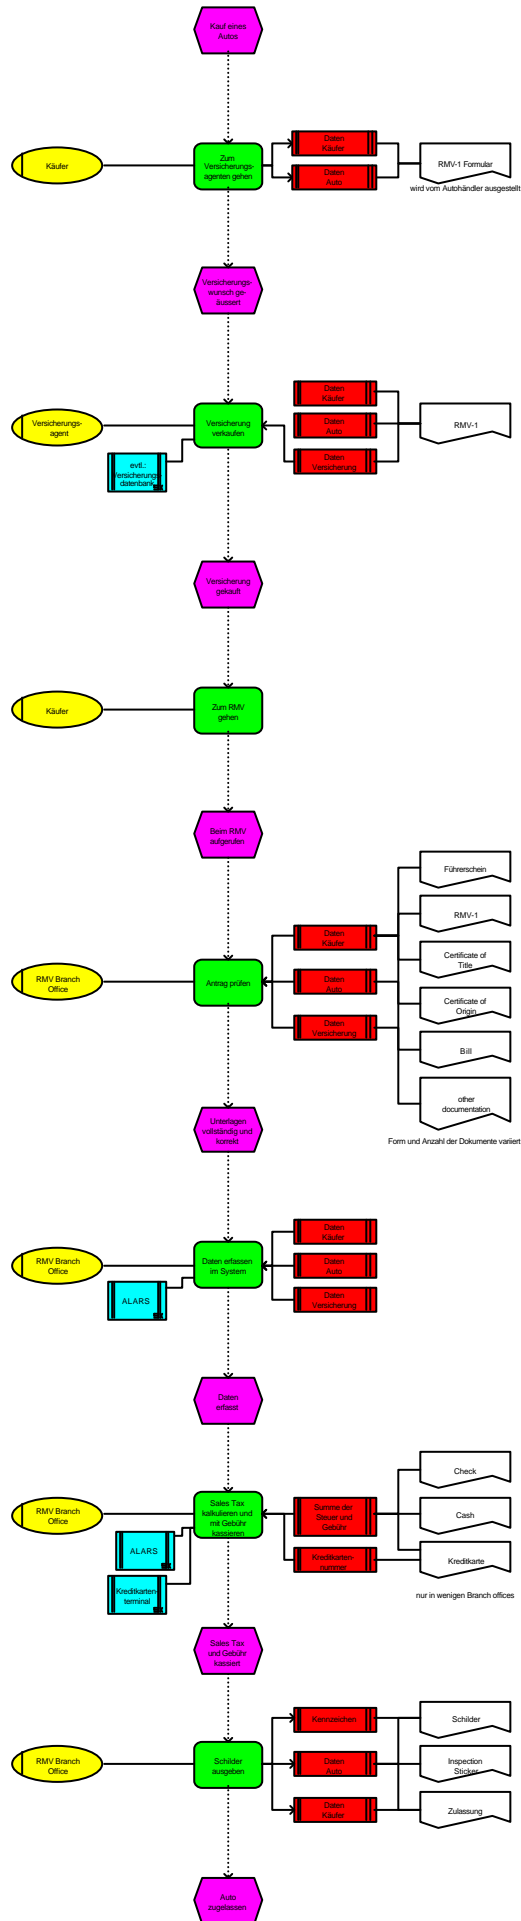 Kauf eines
Autos
Käufer
Zum
Versicherungs-
agenten gehen
Daten
Käufer
Daten
Auto
RMV-1 Formular
wird vom Autohändler ausgestellt
Versicherungs-
wunsch ge-
äussert
Versicherungs-
agent
evtl.:
Versicherungs-
datenbank
Versicherung
verkaufen
Daten
Käufer
Daten
Auto
Daten
Versicherung
RMV-1
Versicherung
gekauft
Käufer
Zum RMV
gehen
Beim RMV
aufgerufen
RMV Branch
Office
Antrag prüfen
Daten
Käufer
Daten
Auto
Daten
Versicherung
Führerschein
RMV-1
Certificate of
Title
Certificate of
Origin
Bill
other
documentation
Form und Anzahl der Dokumente variiert
Unterlagen
vollständig und
korrekt
RMV Branch
Office
ALARS
Daten erfassen
im System
Daten
Käufer
Daten
Auto
Daten
Versicherung
Daten
erfasst
RMV Branch
Office
ALARS
Kreditkarten-
terminal
Sales Tax
kalkulieren und
mit Gebühr
kassieren
Summe der
Steuer und
Gebühr
Kreditkarten-
nummer
Check
Cash
Kreditkarte
nur in wenigen Branch offices
Sales Tax
und Gebühr
kassiert
RMV Branch
Office
Schilder
ausgeben
Kennzeichen
Daten
Auto
Daten
Käufer
Schilder
Inspection
Sticker
Zulassung
Auto
zugelassen